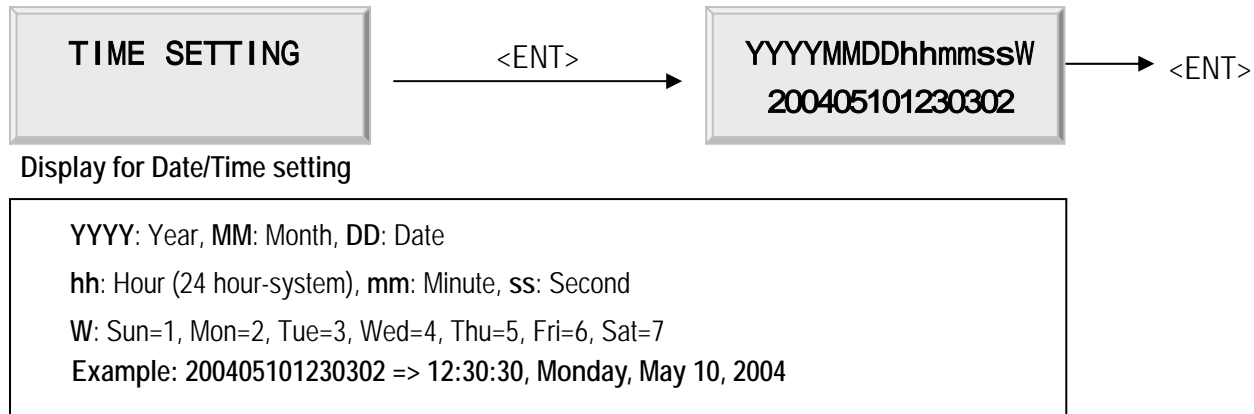 TIME SETTING
<ENT>
YYYYMMDDhhmmssW
200405101230302
<ENT>
Display for Date/Time setting
YYYY: Year, MM: Month, DD: Date
hh: Hour (24 hour-system), mm: Minute, ss: Second
W: Sun=1, Mon=2, Tue=3, Wed=4, Thu=5, Fri=6, Sat=7
Example: 200405101230302 => 12:30:30, Monday, May 10, 2004